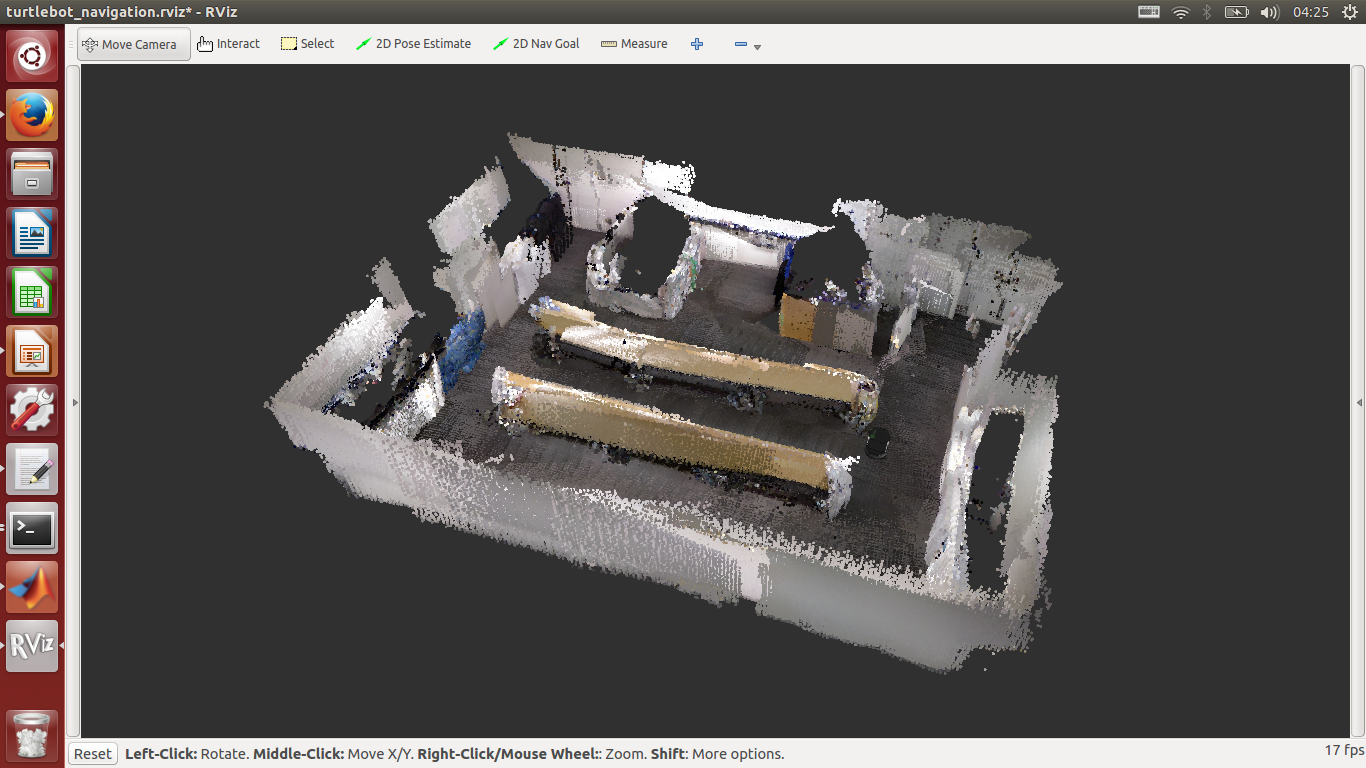 turtlebot_navigation.rviz* - RViz
04:25
Move Camera Interact Select 2D Pose Estimate 2D Nav Goal Measure
RViz
Reset Left-Click: Rotate. Middle-Click: Move X/Y. Right-Click/Mouse Wheel:: Zoom. Shift: More options.
17 fps